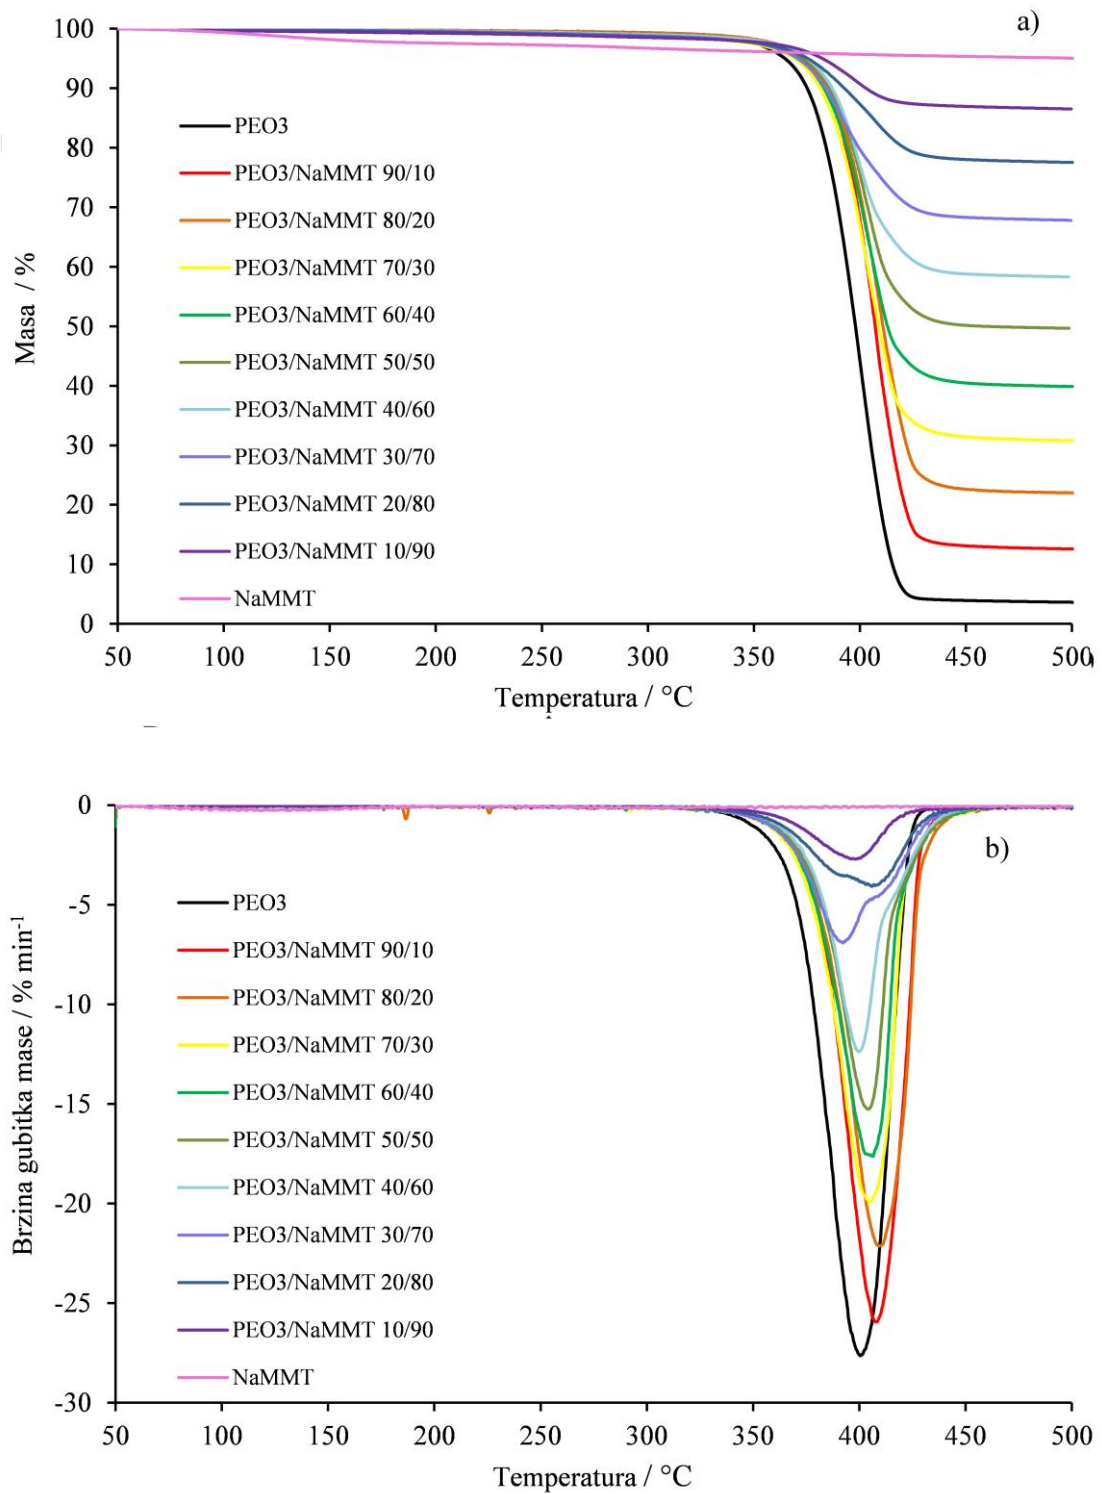 a)
100
90
80
70
60
50
40
30
20
10
0
Masa / %
PEO3
PEO3/NaMMT 90/10
PEO3/NaMMT 80/20
PEO3/NaMMT 70/30
PEO3/NaMMT 60/40
PEO3/NaMMT 50/50
PEO3/NaMMT 40/60
PEO3/NaMMT 30/70
PEO3/NaMMT 20/80
PEO3/NaMMT 10/90
NaMMT
50 100 150 200 250 300 350 400 450 500
Temperatura / °C
b)
0
-5
-10
-15
-20
-25
-30
Brzina gubitka mase / % min⁻¹
PEO3
PEO3/NaMMT 90/10
PEO3/NaMMT 80/20
PEO3/NaMMT 70/30
PEO3/NaMMT 60/40
PEO3/NaMMT 50/50
PEO3/NaMMT 40/60
PEO3/NaMMT 30/70
PEO3/NaMMT 20/80
PEO3/NaMMT 10/90
NaMMT
50 100 150 200 250 300 350 400 450 500
Temperatura / °C